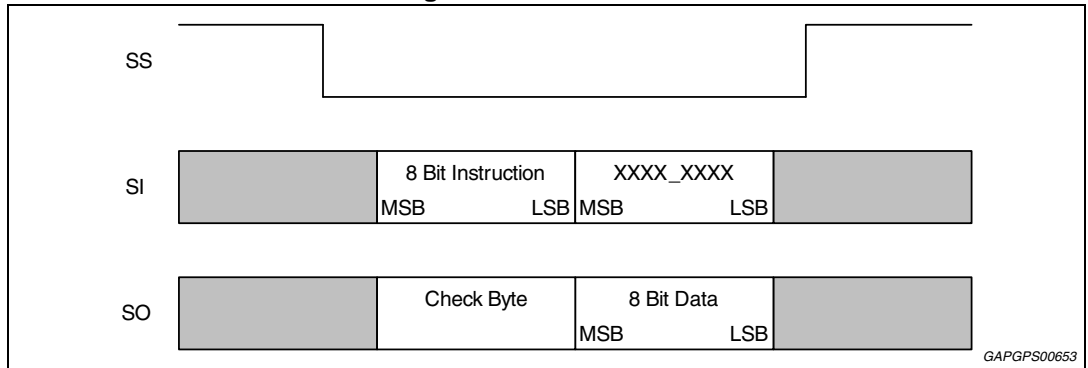 SS
SI
8 Bit Instruction
XXXX_XXXX
MSB LSB MSB LSB
SO
Check Byte
8 Bit Data
MSB LSB
GAPGPS00653